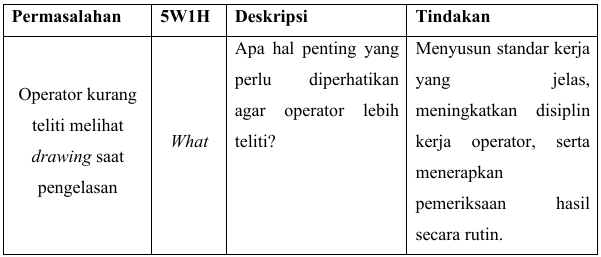 Permasalahan 5W1H Deskripsi Tindakan
Operator kurang
teliti melihat
drawing saat
pengelasan
What
Apa hal penting yang
perlu diperhatikan
agar operator lebih
teliti?
Menyusun standar kerja
yang jelas,
meningkatkan disiplin
kerja operator, serta
menerapkan
pemeriksaan hasil
secara rutin.